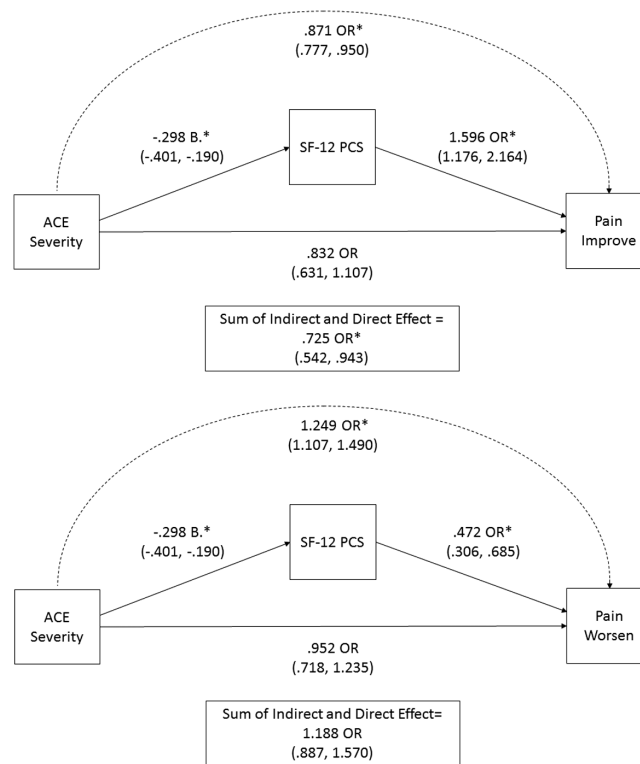 .871 OR*
(.777, .950)
-.298 B.*
(-.401, -.190)
SF-12 PCS
1.596 OR*
(1.176, 2.164)
ACE
Severity
Pain
Improve
.832 OR
(.631, 1.107)
Sum of Indirect and Direct Effect =
.725 OR*
(.542, .943)
1.249 OR*
(1.107, 1.490)
-.298 B.*
(-.401, -.190)
SF-12 PCS
.472 OR*
(.306, .685)
ACE
Severity
Pain
Worsen
.952 OR
(.718, 1.235)
Sum of Indirect and Direct Effect=
1.188 OR
(.887, 1.570)